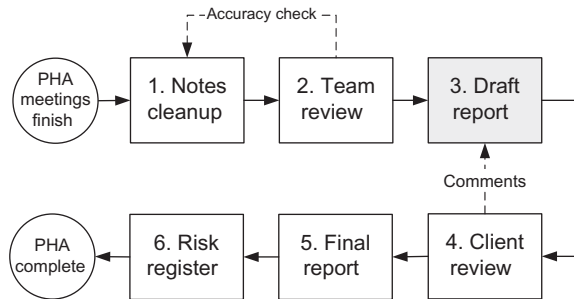 Accuracy check
PHA
meetings
finish
1. Notes
cleanup
2. Team
review
3. Draft
report
Comments
PHA
complete
6. Risk
register
5. Final
report
4. Client
review